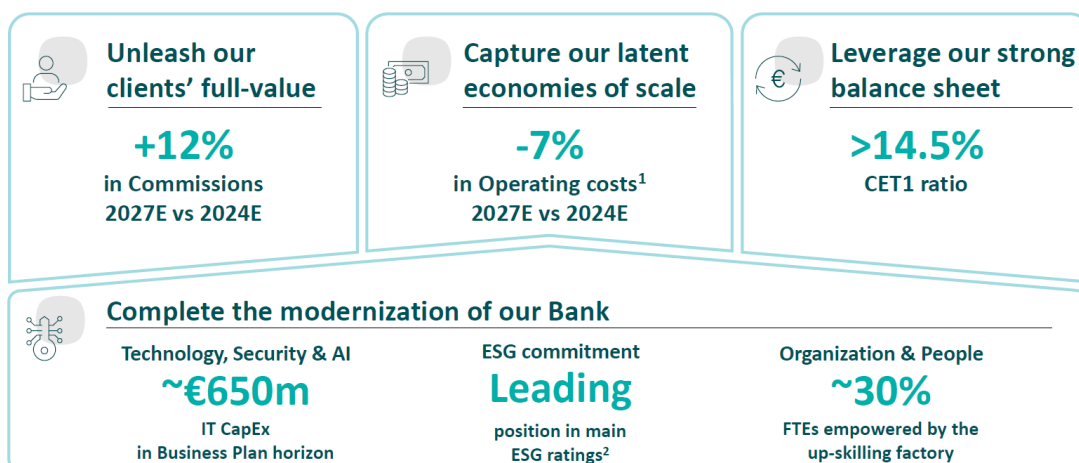 Unleash our
clients’ full-value
+12%
in Commissions
2027E vs 2024E
Capture our latent
economies of scale
-7%
in Operating costs¹
2027E vs 2024E
Leverage our strong
balance sheet
€
>14.5%
CET1 ratio
Complete the modernization of our Bank
Technology, Security & AI
~€650m
IT CapEx
in Business Plan horizon
ESG commitment
Leading
position in main
ESG ratings²
Organization & People
~30%
FTEs empowered by the
up-skilling factory